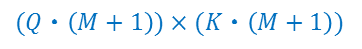 (Q · (M + 1)) × (K · (M + 1))